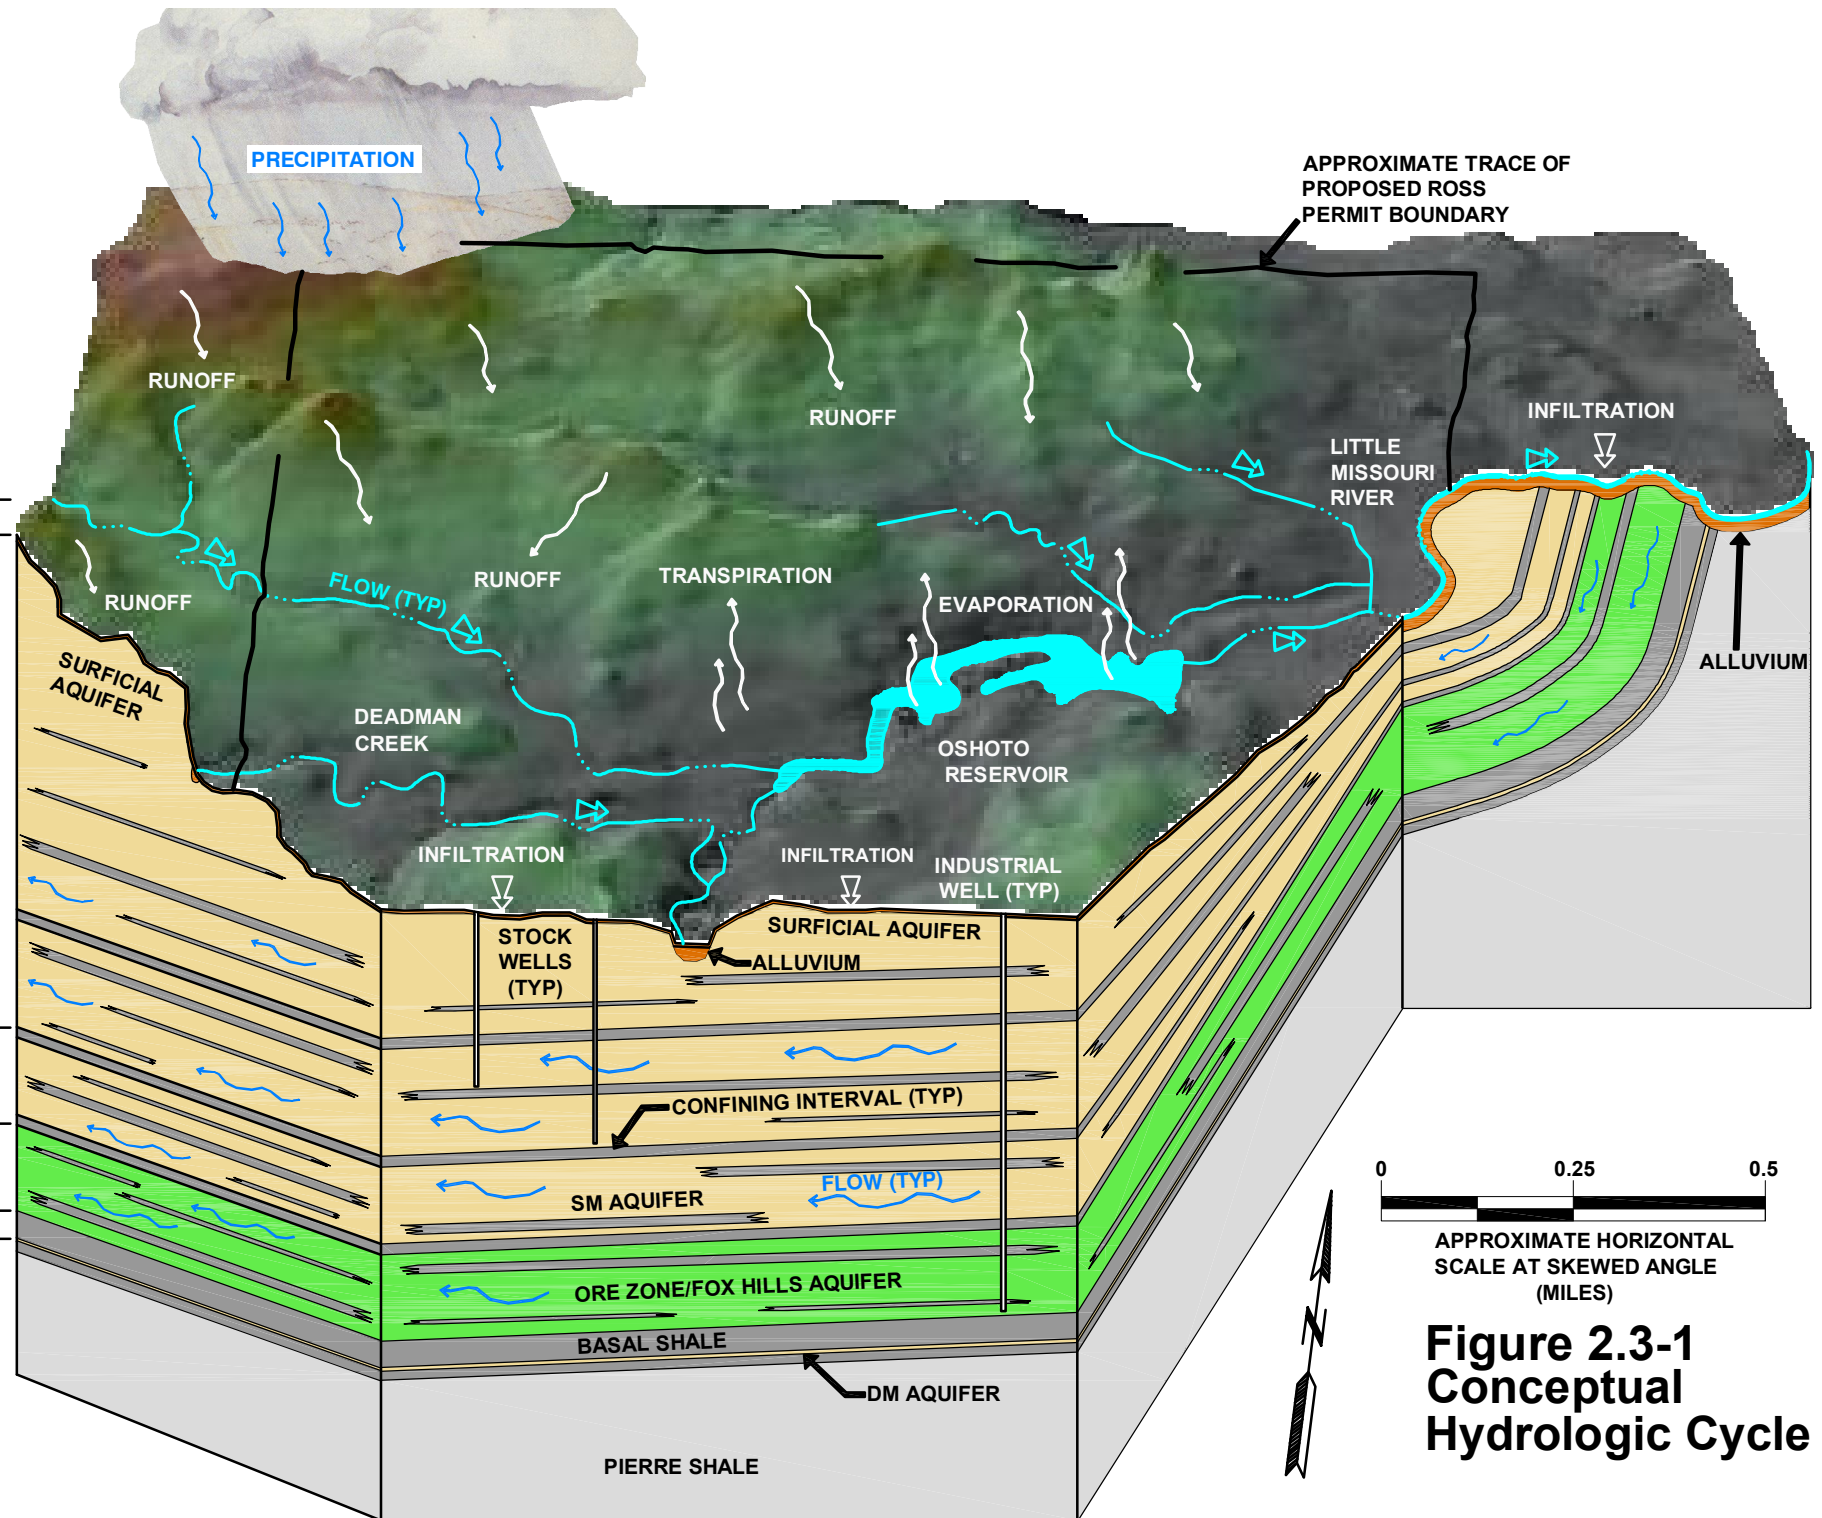 PRECIPITATION
APPROXIMATE TRACE OF
PROPOSED ROSS
PERMIT BOUNDARY
RUNOFF
RUNOFF
INFILTRATION
LITTLE
MISSOURI
RIVER
FLOW (TYP)
RUNOFF
TRANSPIRATION
RUNOFF
EVAPORATION
ALLUVIUM
SURFICIAL
AQUIFER
DEADMAN
CREEK
OSHOTO
RESERVOIR
INFILTRATION
INFILTRATION
INDUSTRIAL
WELL (TYP)
STOCK
WELLS
(TYP)
SURFICIAL AQUIFER
ALLUVIUM
CONFINING INTERVAL (TYP)
FLOW (TYP)
SM AQUIFER
ORE ZONE/FOX HILLS AQUIFER
BASAL SHALE
DM AQUIFER
PIERRE SHALE
0 0.25 0.5
APPROXIMATE HORIZONTAL
SCALE AT SKEWED ANGLE
(MILES)
N
Figure 2.3-1
Conceptual
Hydrologic Cycle